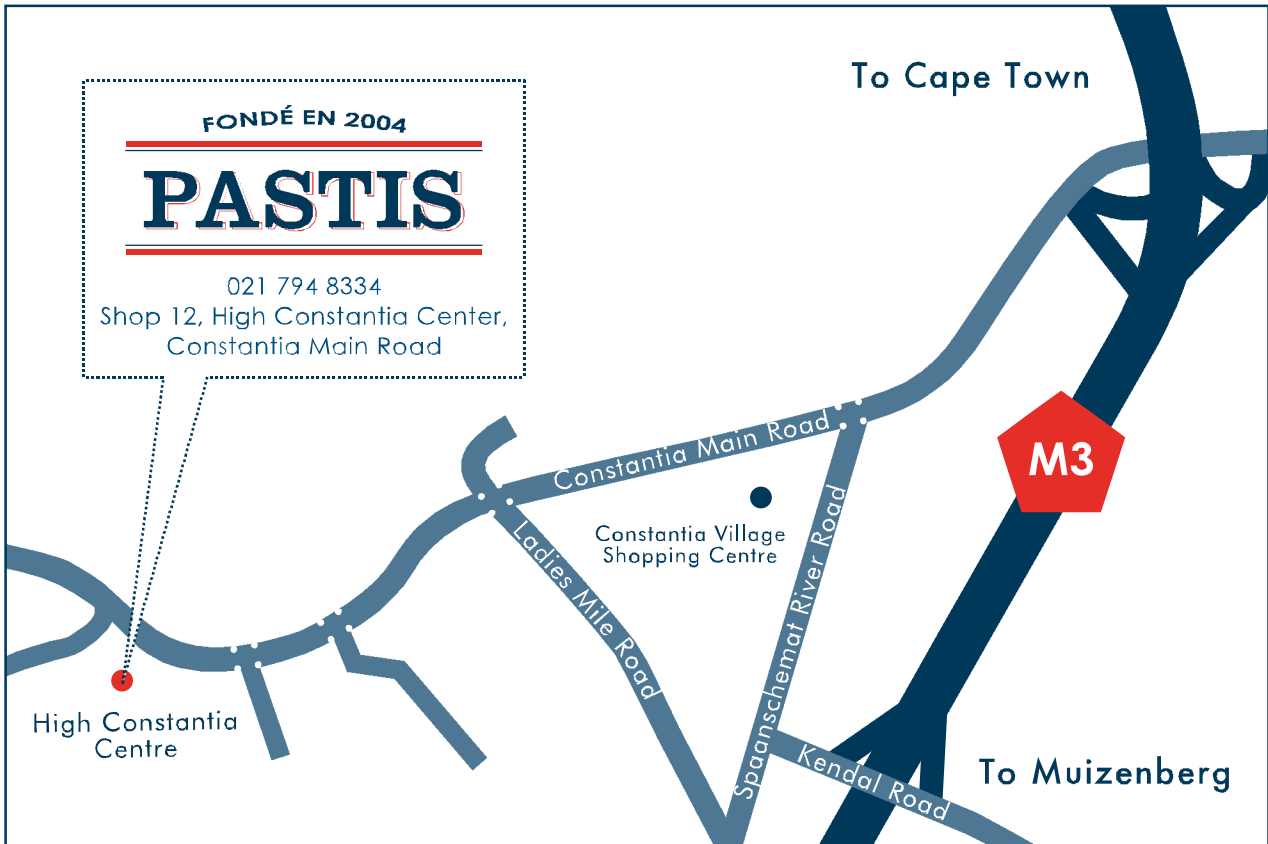 To Cape Town
FONDÉ EN 2004
PASTIS
021 794 8334
Shop 12, High Constantia Center,
Constantia Main Road
Constantia Main Road
M3
Constantia Village
Shopping Centre
Ladies Mile Road
Spaanschemat River Road
High Constantia
Centre
Kendal Road
To Muizenberg